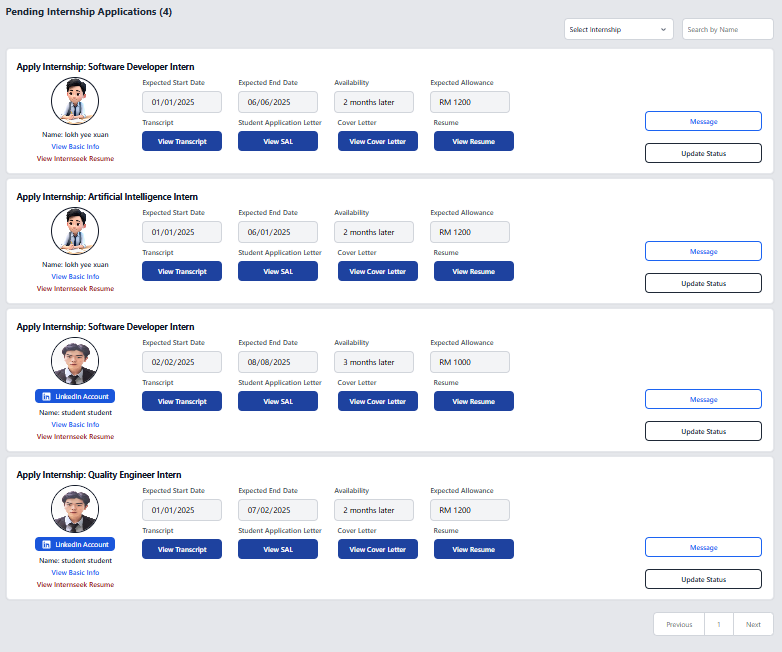 Pending Internship Applications (4)
Select Internship
Search by Name
Apply Internship: Software Developer Intern
Expected Start Date Expected End Date Availability Expected Allowance
01/01/2025 06/06/2025 2 months later RM 1200
Transcript Student Application Letter Cover Letter Resume
View Transcript View SAL View Cover Letter View Resume
Name: lokh yee xuan
View Basic Info
View Internseek Resume
Message
Update Status
Apply Internship: Artificial Intelligence Intern
Expected Start Date Expected End Date Availability Expected Allowance
01/01/2025 06/01/2025 2 months later RM 1200
Transcript Student Application Letter Cover Letter Resume
View Transcript View SAL View Cover Letter View Resume
Name: lokh yee xuan
View Basic Info
View Internseek Resume
Message
Update Status
Apply Internship: Software Developer Intern
Expected Start Date Expected End Date Availability Expected Allowance
02/02/2025 08/08/2025 3 months later RM 1000
Transcript Student Application Letter Cover Letter Resume
View Transcript View SAL View Cover Letter View Resume
in LinkedIn Account
Name: student student
View Basic Info
View Internseek Resume
Message
Update Status
Apply Internship: Quality Engineer Intern
Expected Start Date Expected End Date Availability Expected Allowance
01/01/2025 07/02/2025 2 months later RM 1200
Transcript Student Application Letter Cover Letter Resume
View Transcript View SAL View Cover Letter View Resume
in LinkedIn Account
Name: student student
View Basic Info
View Internseek Resume
Message
Update Status
Previous 1 Next